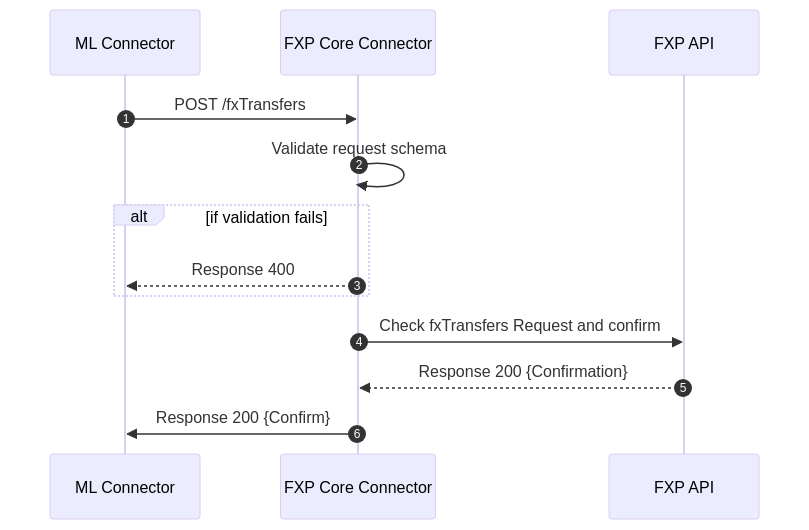 ML Connector
FXP Core Connector
FXP API
POST /fxTransfers
1
Validate request schema
2
alt
[if validation fails]
Response 400
3
Check fxTransfers Request and confirm
4
Response 200 {Confirmation}
5
Response 200 {Confirm}
6
ML Connector
FXP Core Connector
FXP API